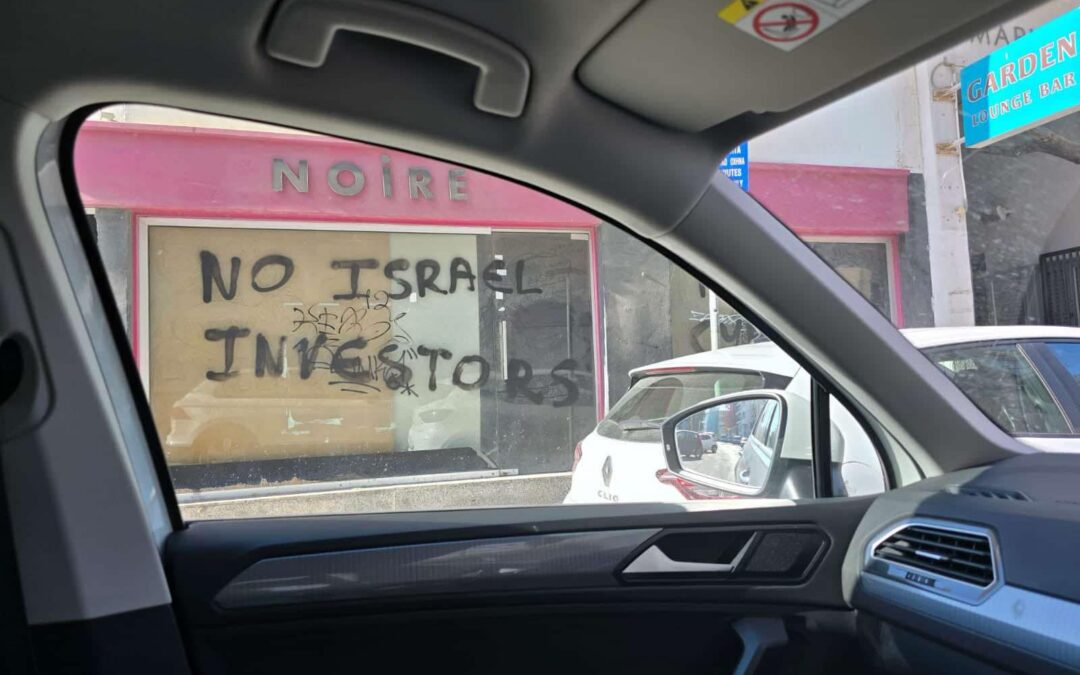 NOiRE
NO ISRAEL
INVESTORS
GARDEN
LOUNGE BAR
CLIO